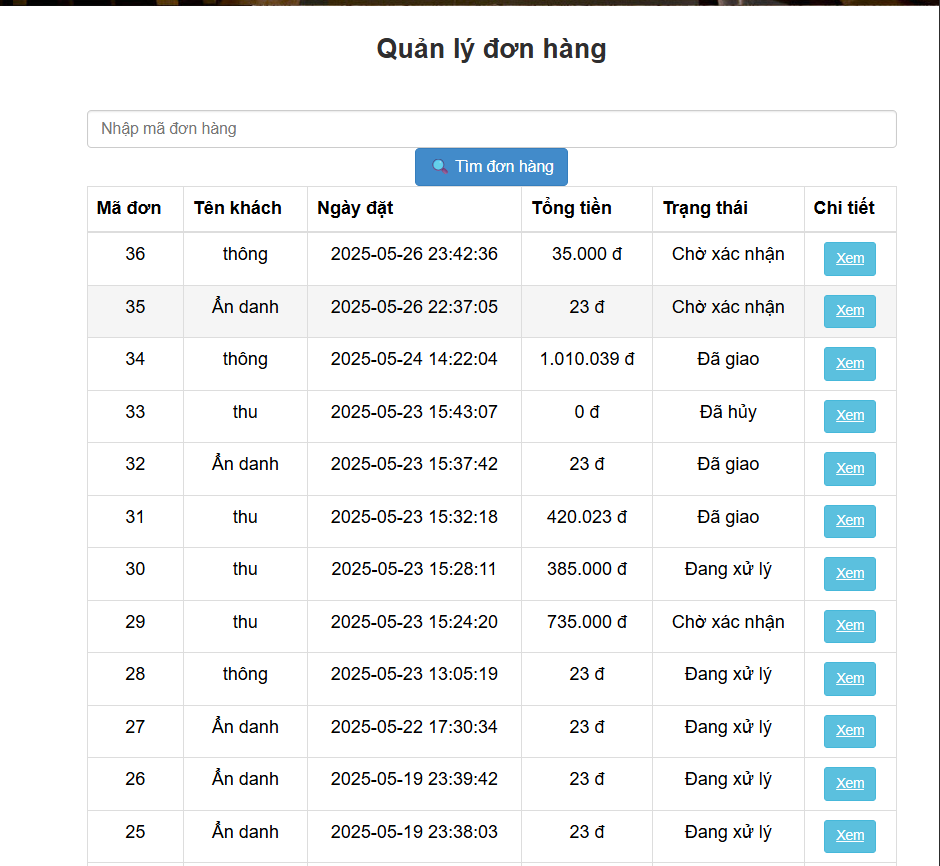 Quản lý đơn hàng
Nhập mã đơn hàng
Tìm đơn hàng
Mã đơn Tên khách Ngày đặt Tổng tiền Trạng thái Chi tiết
36 thông 2025-05-26 23:42:36 35.000 đ Chờ xác nhận Xem
35 Ẩn danh 2025-05-26 22:37:05 23 đ Chờ xác nhận Xem
34 thông 2025-05-24 14:22:04 1.010.039 đ Đã giao Xem
33 thu 2025-05-23 15:43:07 0 đ Đã hủy Xem
32 Ẩn danh 2025-05-23 15:37:42 23 đ Đã giao Xem
31 thu 2025-05-23 15:32:18 420.023 đ Đã giao Xem
30 thu 2025-05-23 15:28:11 385.000 đ Đang xử lý Xem
29 thu 2025-05-23 15:24:20 735.000 đ Chờ xác nhận Xem
28 thông 2025-05-23 13:05:19 23 đ Đang xử lý Xem
27 Ẩn danh 2025-05-22 17:30:34 23 đ Đang xử lý Xem
26 Ẩn danh 2025-05-19 23:39:42 23 đ Đang xử lý Xem
25 Ẩn danh 2025-05-19 23:38:03 23 đ Đang xử lý Xem